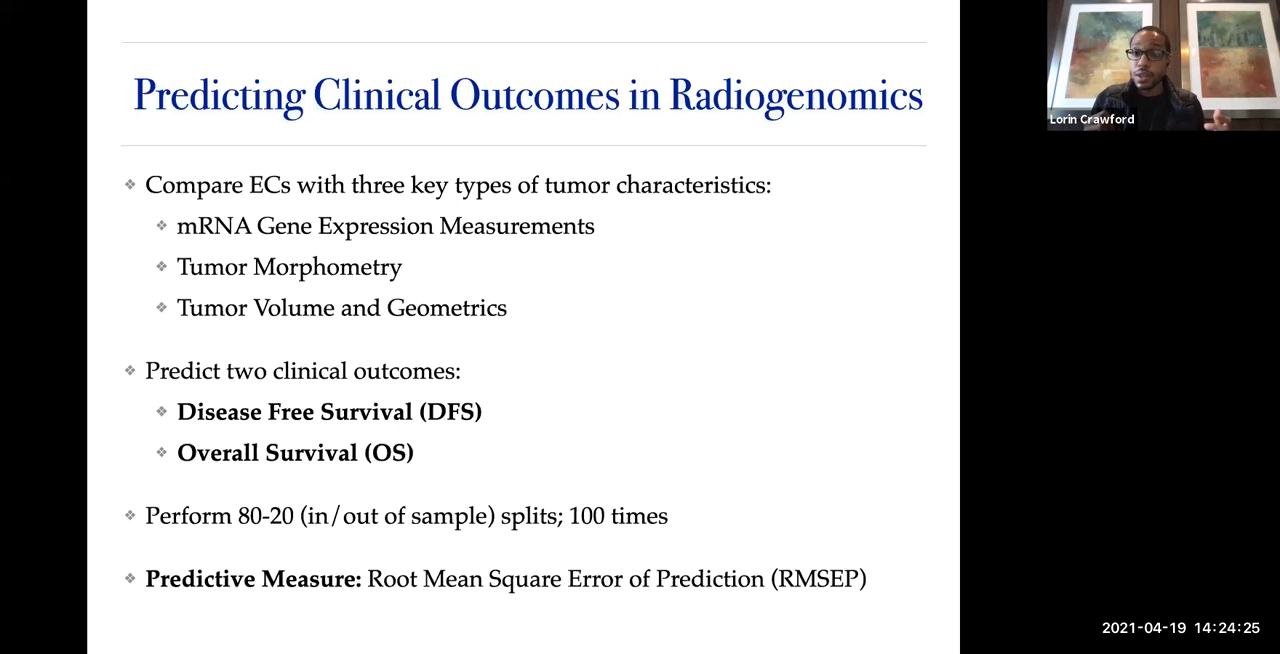 Predicting Clinical Outcomes in Radiogenomics
Lorin Crawford
Compare ECs with three key types of tumor characteristics:
mRNA Gene Expression Measurements
Tumor Morphometry
Tumor Volume and Geometrics
Predict two clinical outcomes:
Disease Free Survival (DFS)
Overall Survival (OS)
Perform 80-20 (in/out of sample) splits; 100 times
Predictive Measure: Root Mean Square Error of Prediction (RMSEP)
2021-04-19 14:24:25